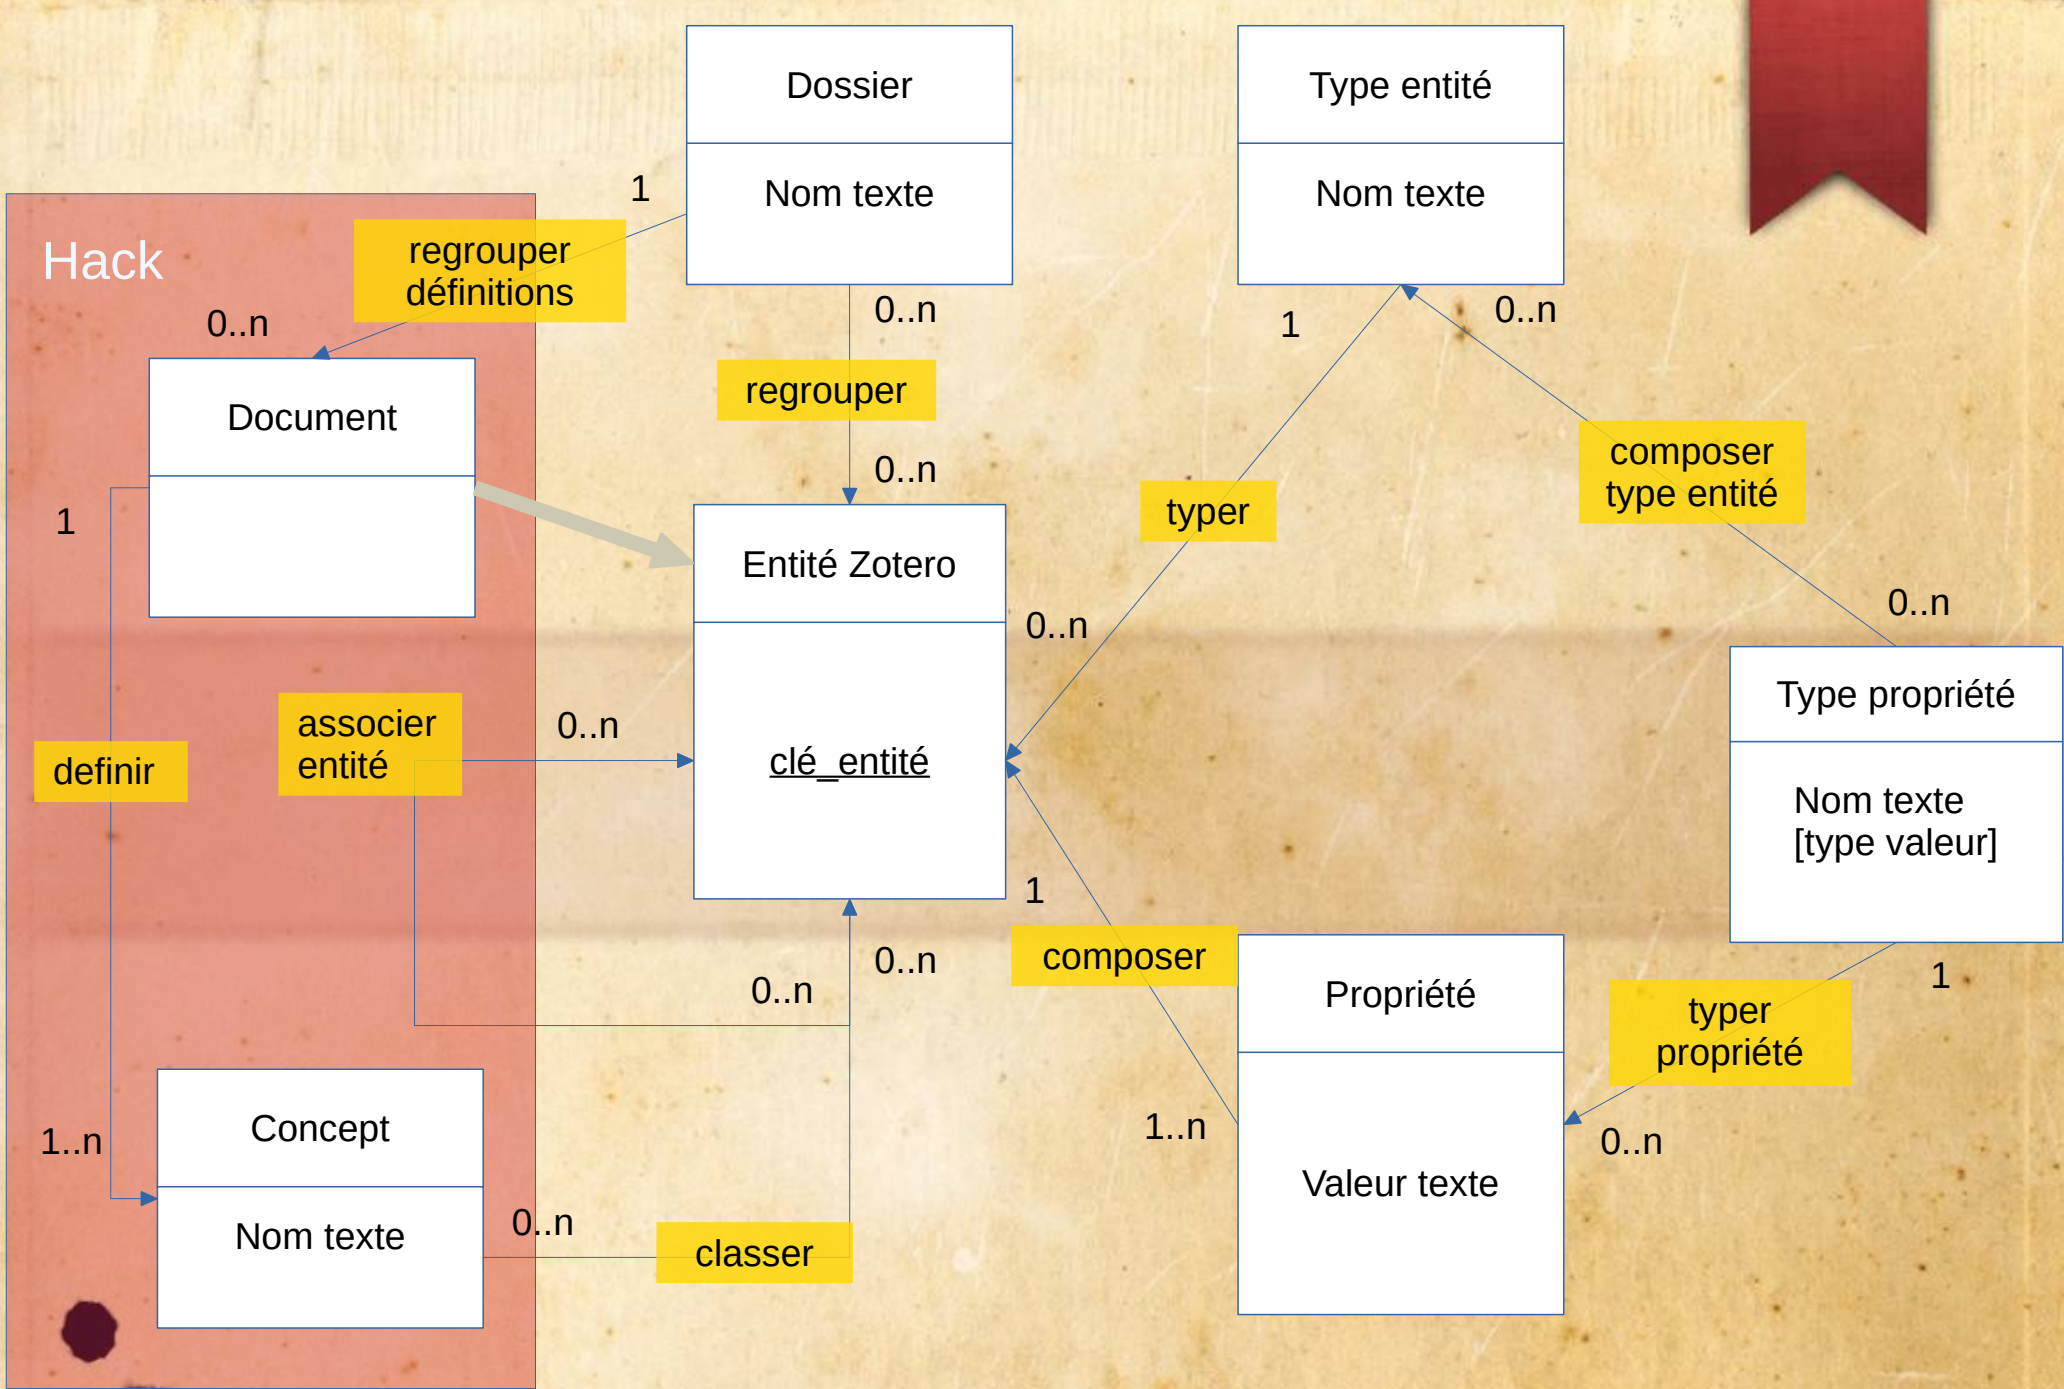 Dossier
Nom texte
Type entité
Nom texte
Hack
1
regrouper
définitions
0..n
0..n
regrouper
0..n
1
0..n
composer
type entité
0..n
typer
Document
1
Entité Zotero
clé_entité
0..n
Type propriété
Nom texte
[type valeur]
associer
entité
0..n
definir
1
composer
0..n
0..n
1
typer
propriété
0..n
Propriété
Valeur texte
1..n
1..n
Concept
Nom texte
0..n
classer